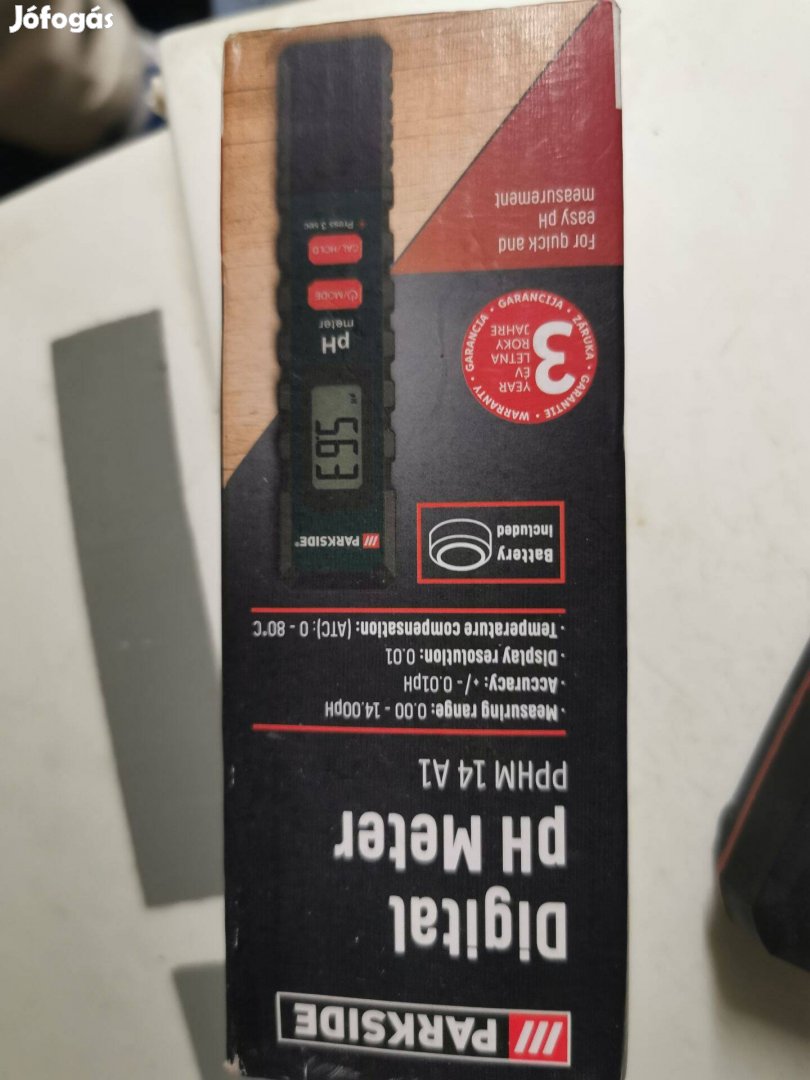 Jófogás
PARKSIDE
Digital
pH Meter
PPHM 14 A1
· Measuring range: 0.00 - 14.00pH
· Accuracy: +/- 0.01pH
· Display resolution: 0.01
· Temperature compensation: (ATC): 0 - 80°C
Battery
included
PARKSIDE®
pH
meter
/MODE
CAL/HOLD
Press 3 sec
WARRANTY · GARANCIA · GARANCIJA · ZÁRUKA · GARANTIE ·
3
YEAR
ÉV
LETNA
ROKY
JAHRE
For quick and
easy pH
measurement